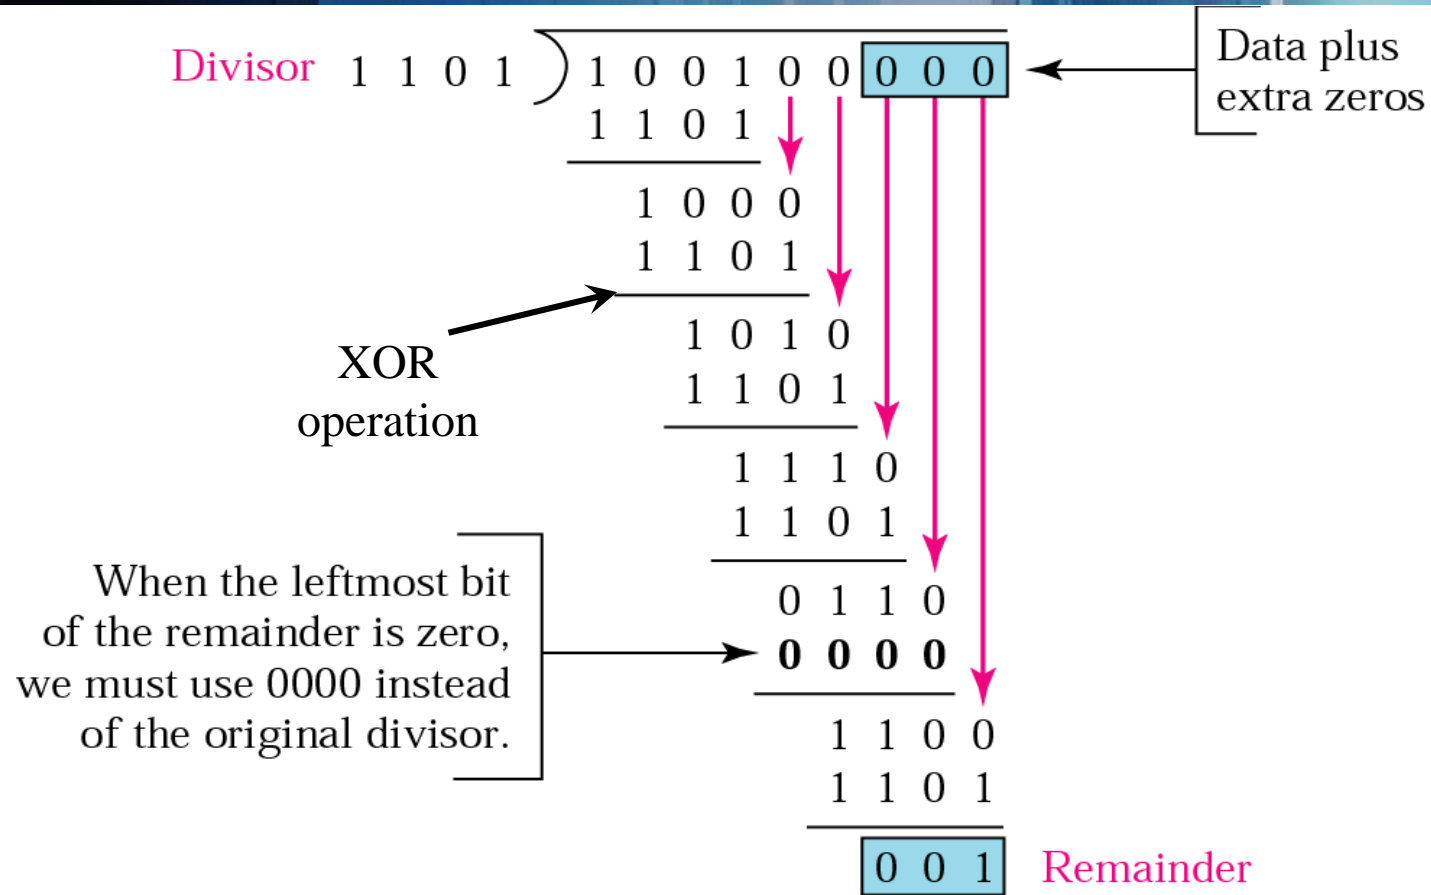 Divisor 1 1 0 1 ) 1 0 0 1 0 0 0 0 0
Data plus
extra zeros
1 1 0 1
1 0 0 0
1 1 0 1
XOR
operation
1 0 1 0
1 1 0 1
1 1 1 0
1 1 0 1
When the leftmost bit
of the remainder is zero,
we must use 0000 instead
of the original divisor.
0 1 1 0
0 0 0 0
1 1 0 0
1 1 0 1
0 0 1 Remainder